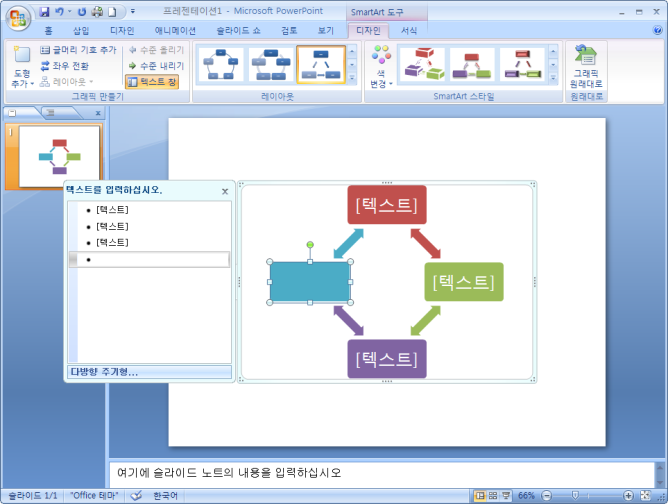 프레젠테이션1 - Microsoft PowerPoint
SmartArt 도구
홈 삽입 디자인 애니메이션 슬라이드 쇼 검토 보기 디자인 서식
도형 추가
글머리 기호 추가
좌우 전환
레이아웃
수준 올리기
수준 내리기
텍스트 창
색 변경
그래픽 원래대로
그래픽 만들기
레이아웃
SmartArt 스타일
원래대로
1
텍스트를 입력하십시오.
[텍스트]
[텍스트]
[텍스트]
다방향 주기형...
[텍스트]
[텍스트]
[텍스트]
여기에 슬라이드 노트의 내용을 입력하십시오
슬라이드 1/1 "Office 테마" 한국어 66%